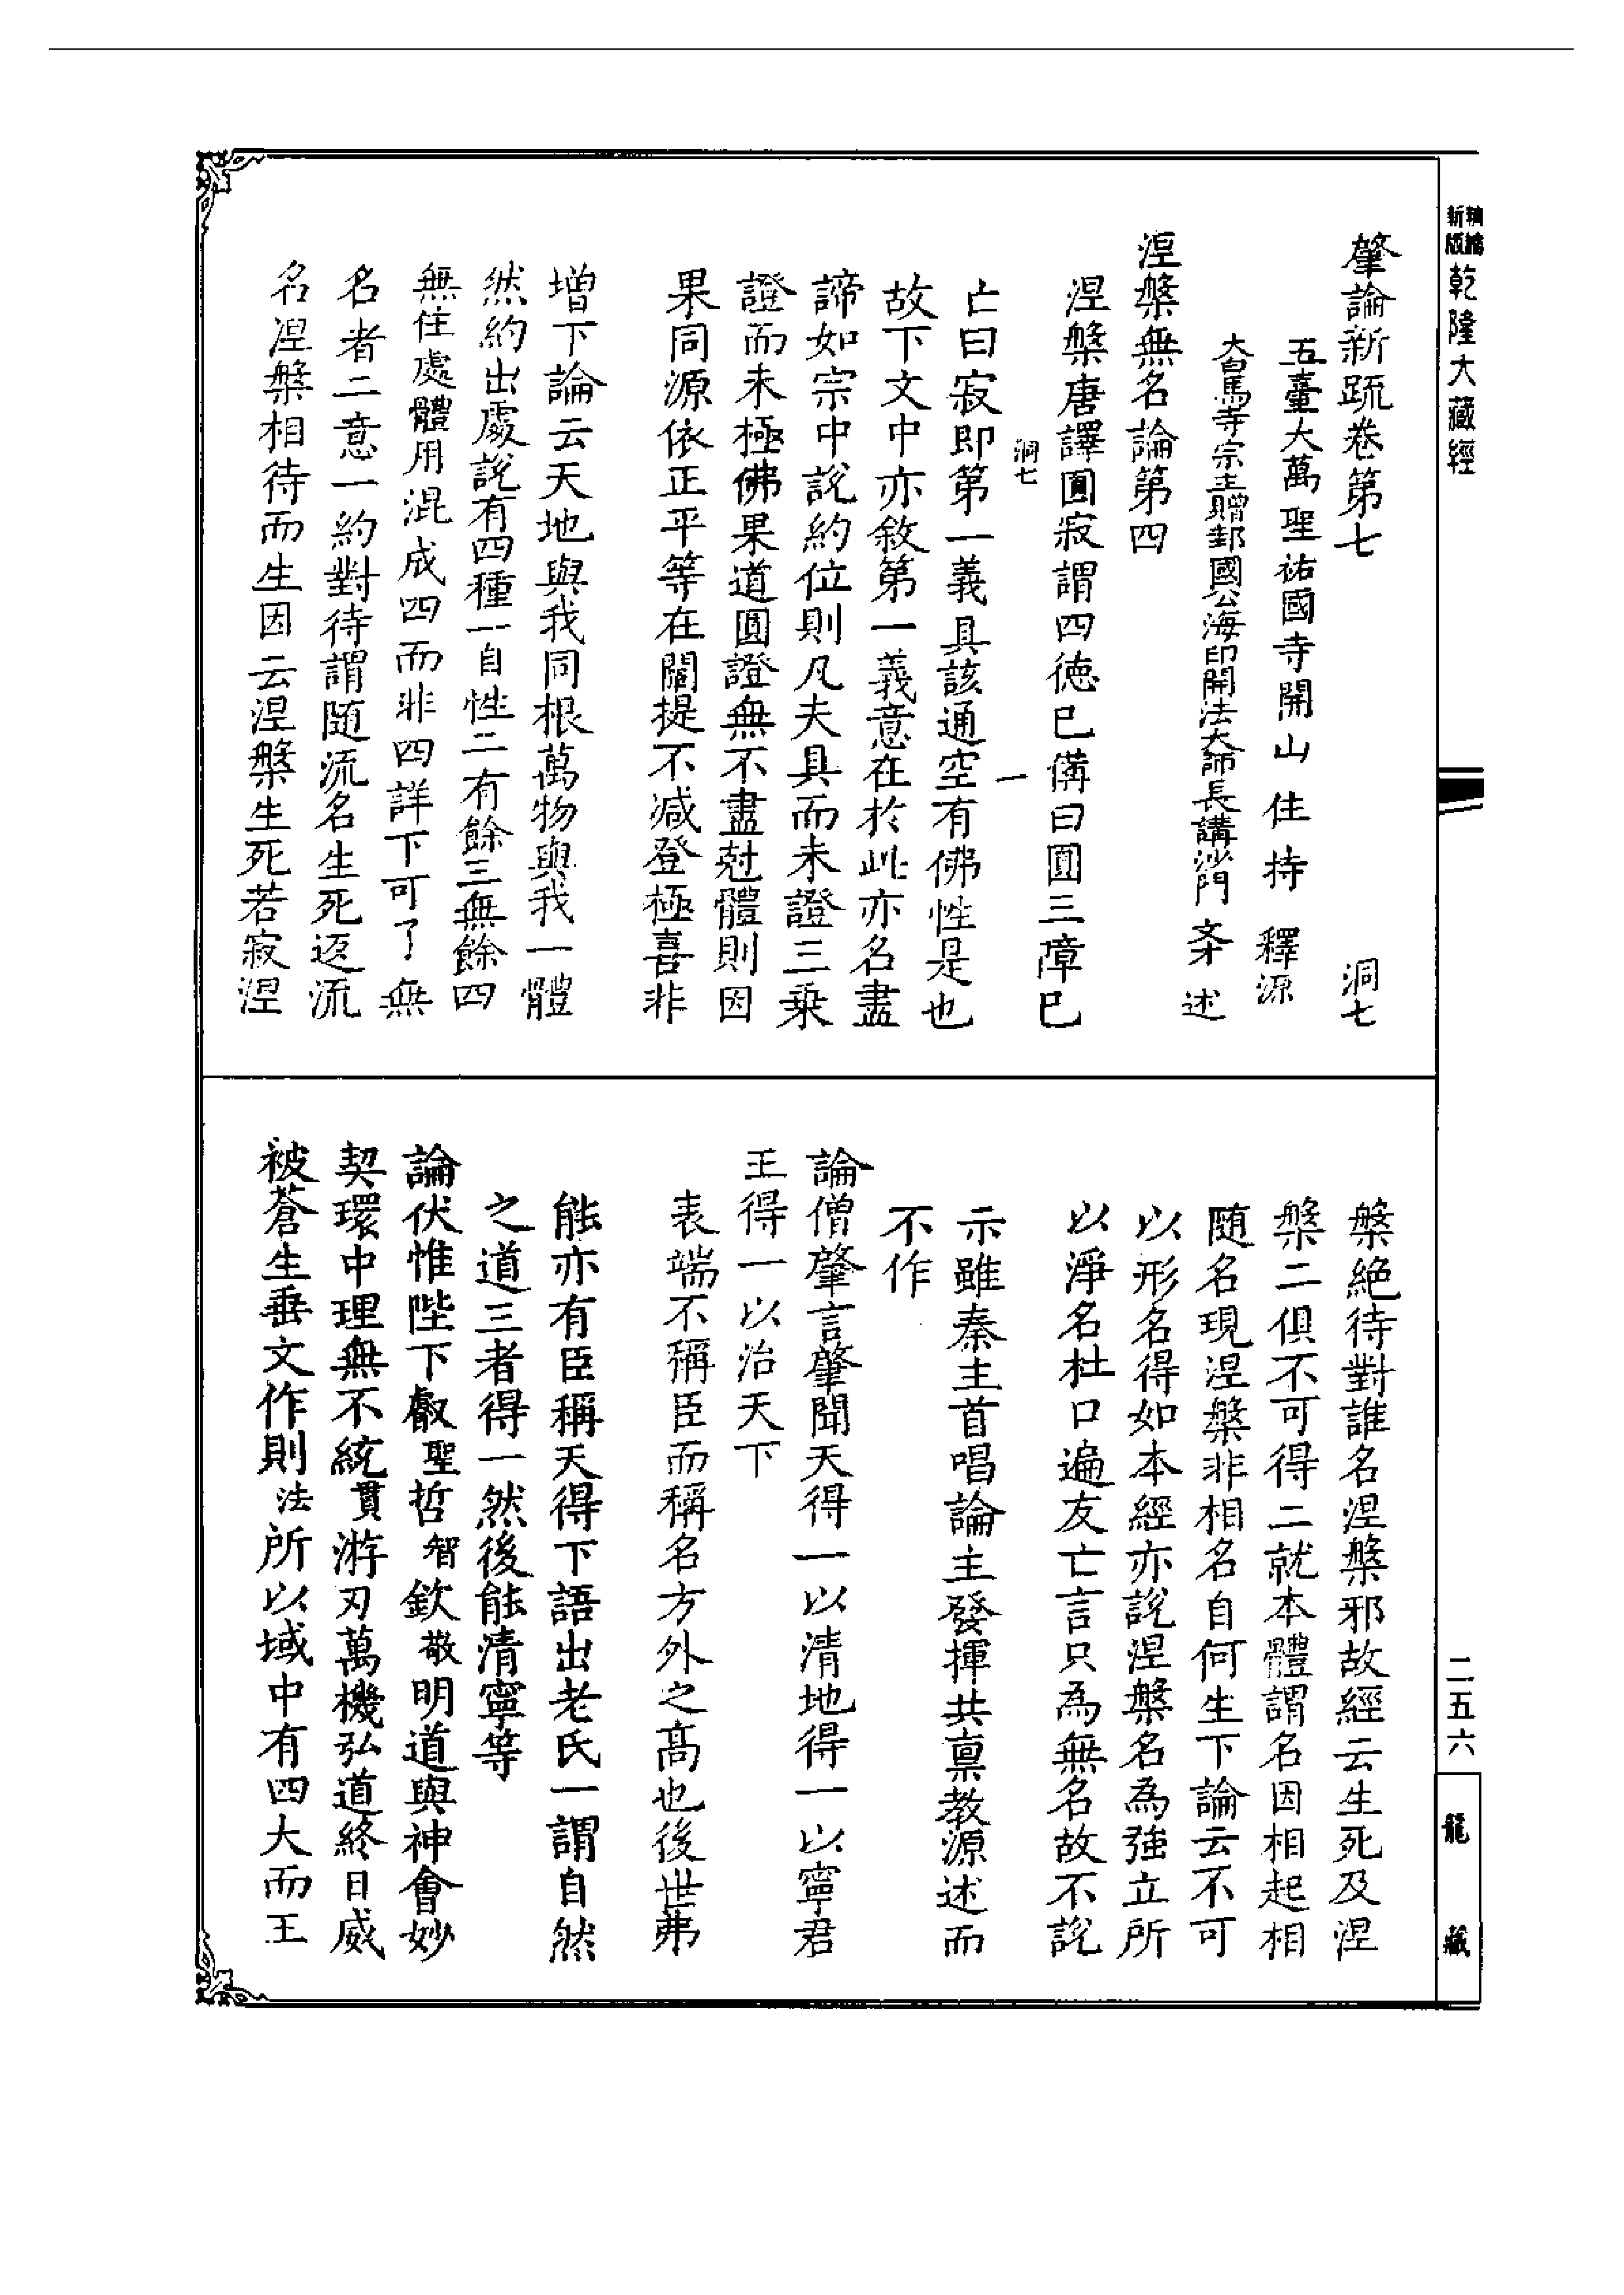 新版精縮乾隆大藏經
肇論新疏卷第七　洞七
五臺大萬聖祐國寺開山住持釋源
大白馬寺宗主贈邽國公海印開法大師長講沙門文才述
涅槃無名論第四
涅槃唐譯圓寂謂四德已備曰圓三障已
洞七　一
亡曰寂即第一義具該通空有佛性是也
故下文中亦敘第一義意在於此亦名盡
諦如宗中說約位則凡夫具而未證三乗
證而未極佛果道圓證無不盡尅體則因
果同源依正平等在闡提不減登極喜非
增下論云天地與我同根萬物與我一體
然約出處說有四種一自性二有餘三無餘四
無住處體用混成四而非四詳下可了無
名者二意一約對待謂随流名生死返流
名涅槃相待而生因云涅槃生死若寂涅
槃絶待對誰名涅槃邪故經云生死及涅
槃二俱不可得二就本體謂名因相起相
随名現涅槃非相名自何生下論云不可
以形名得如本經亦說涅槃名為強立所
以淨名杜口遍友亡言只為無名故不說
示雖秦主首唱論主發揮共稟教源述而
不作
論僧肇言肇聞天得一以清地得一以寧君
王得一以治天下
表端不稱臣而稱名方外之高也後世弗
能亦有臣稱天得下語出老氏一謂自然
之道三者得一然後能清寧等
論伏惟陛下叡聖哲智欽敬明道與神會妙
契環中理無不統貫游刃萬機弘道終日威
被蒼生垂文作則法所以域中有四大而王
二五六
龍藏